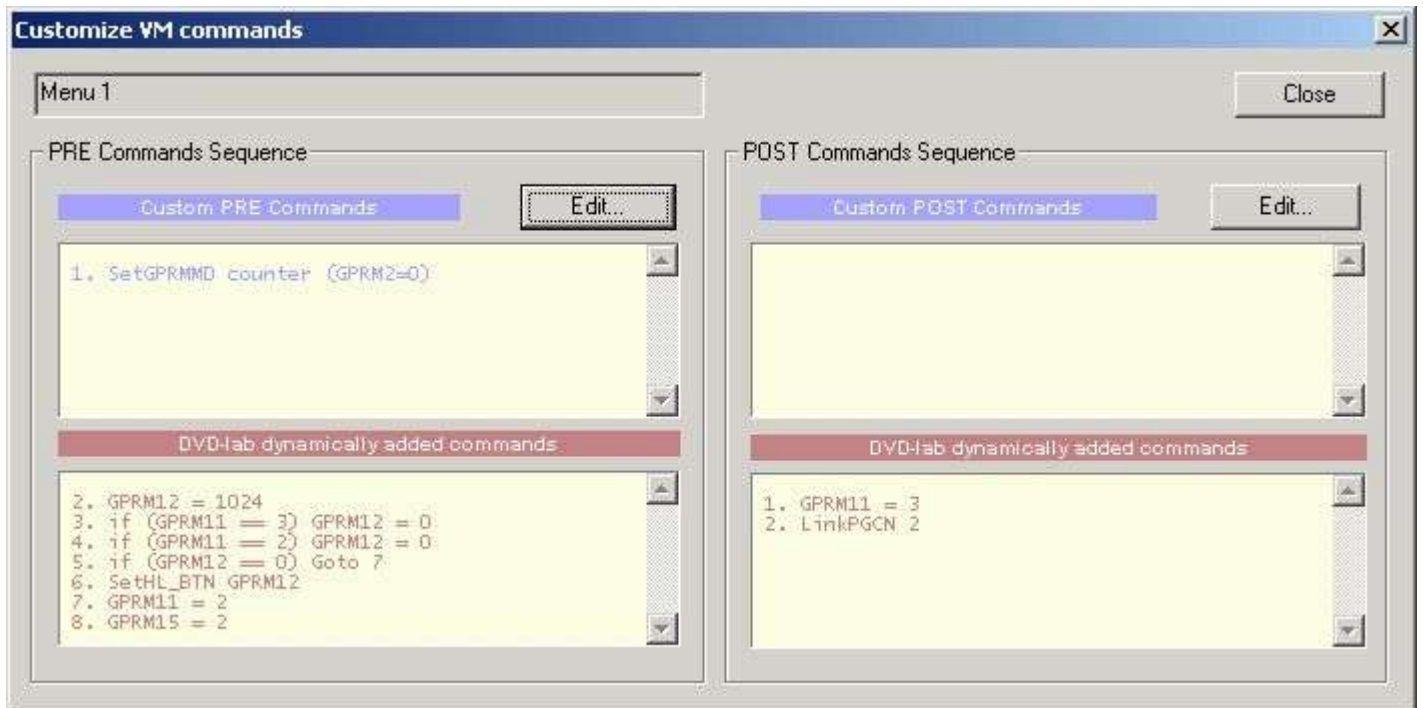 Customize VM commands
Menu 1
Close
PRE Commands Sequence
Custom PRE Commands
Edit...
1. SetGPRMMD counter (GPRM2=0)
DVD-lab dynamically added commands
2. GPRM12 = 1024
3. if (GPRM11 == 3) GPRM12 = 0
4. if (GPRM11 == 2) GPRM12 = 0
5. if (GPRM12 == 0) Goto 7
6. SetHL_BTN GPRM12
7. GPRM11 = 2
8. GPRM15 = 2
POST Commands Sequence
Custom POST Commands
Edit...
DVD-lab dynamically added commands
1. GPRM11 = 3
2. LinkPGCN 2